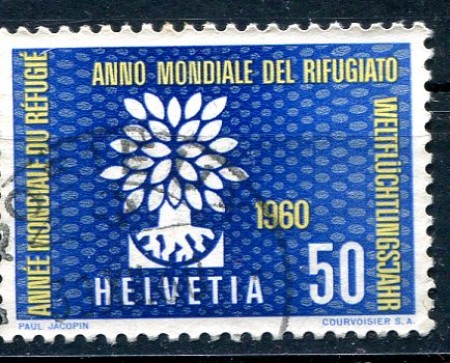 ANNÉE MONDIALE DU RÉFUGIÉ
ANNO MONDIALE DEL RIFUGIATO
WELTFLÜCHTLINGSJAHR
1960
HELVETIA 50
PAUL JACOPIN
COURVOISIER S.A.